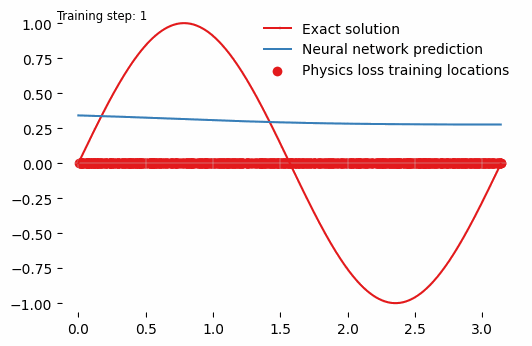 Training step: 1
Exact solution
Neural network prediction
Physics loss training locations
1.00
0.75
0.50
0.25
0.00
−0.25
−0.50
−0.75
−1.00
0.0 0.5 1.0 1.5 2.0 2.5 3.0